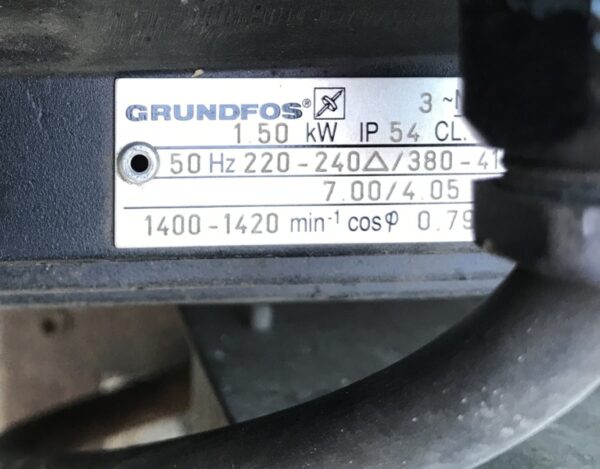 GRUNDFOS® 3 ~
1.50 kW IP 54 CL.
50 Hz 220-240△/380-41
7.00/4.05
1400-1420 min⁻¹ cosφ 0.79